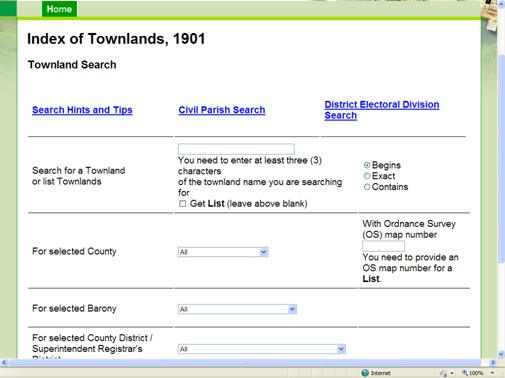 Home
Index of Townlands, 1901
Townland Search
Search Hints and Tips
Civil Parish Search
District Electoral Division
Search
Search for a Townland
or list Townlands
You need to enter at least three (3)
characters
of the townland name you are searching
for
Get List (leave above blank)
Begins
Exact
Contains
For selected County
All
With Ordnance Survey
(OS) map number
You need to provide an
OS map number for a
List.
For selected Barony
All
For selected County District /
Superintendent Registrar's
District
All
Internet
100%